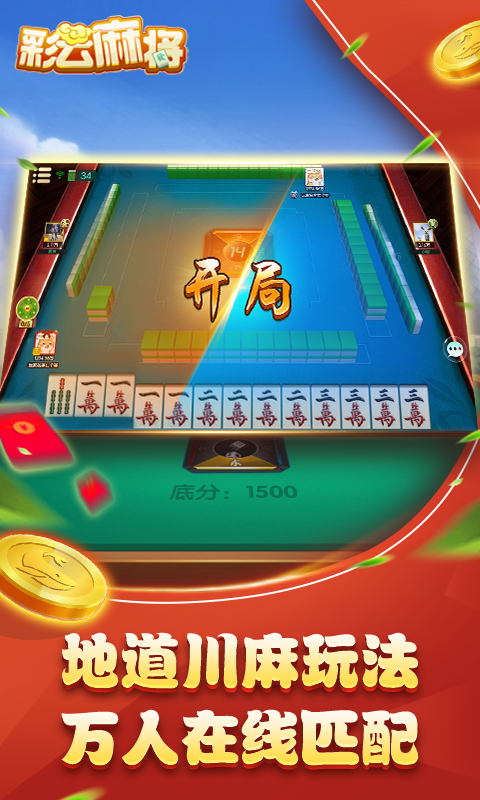 彩云麻将
34
14
开局
一 一 一 一 二 二 二 二 三 三 三 三
萬 萬 萬 萬 萬 萬 萬 萬 萬 萬 萬 萬
底分：1500
地道川麻玩法
万人在线匹配